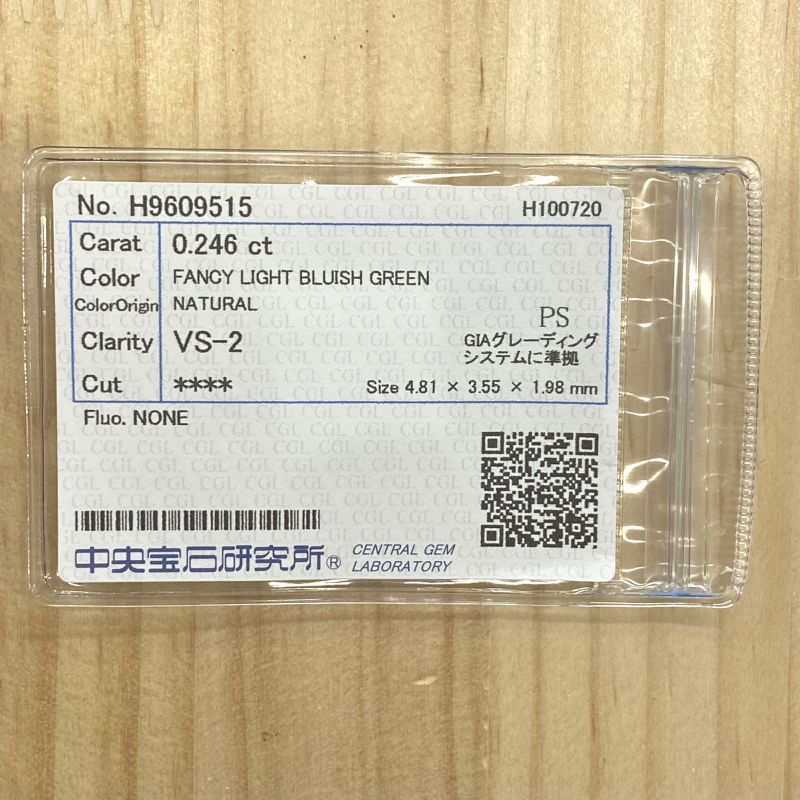 No. H9609515 H100720
Carat 0.246 ct
Color FANCY LIGHT BLUISH GREEN
ColorOrigin NATURAL
PS
Clarity VS-2 GIAグレーディング
システムに準拠
Cut **** Size 4.81 × 3.55 × 1.98 mm
Fluo. NONE
中央宝石研究所® CENTRAL GEM
LABORATORY